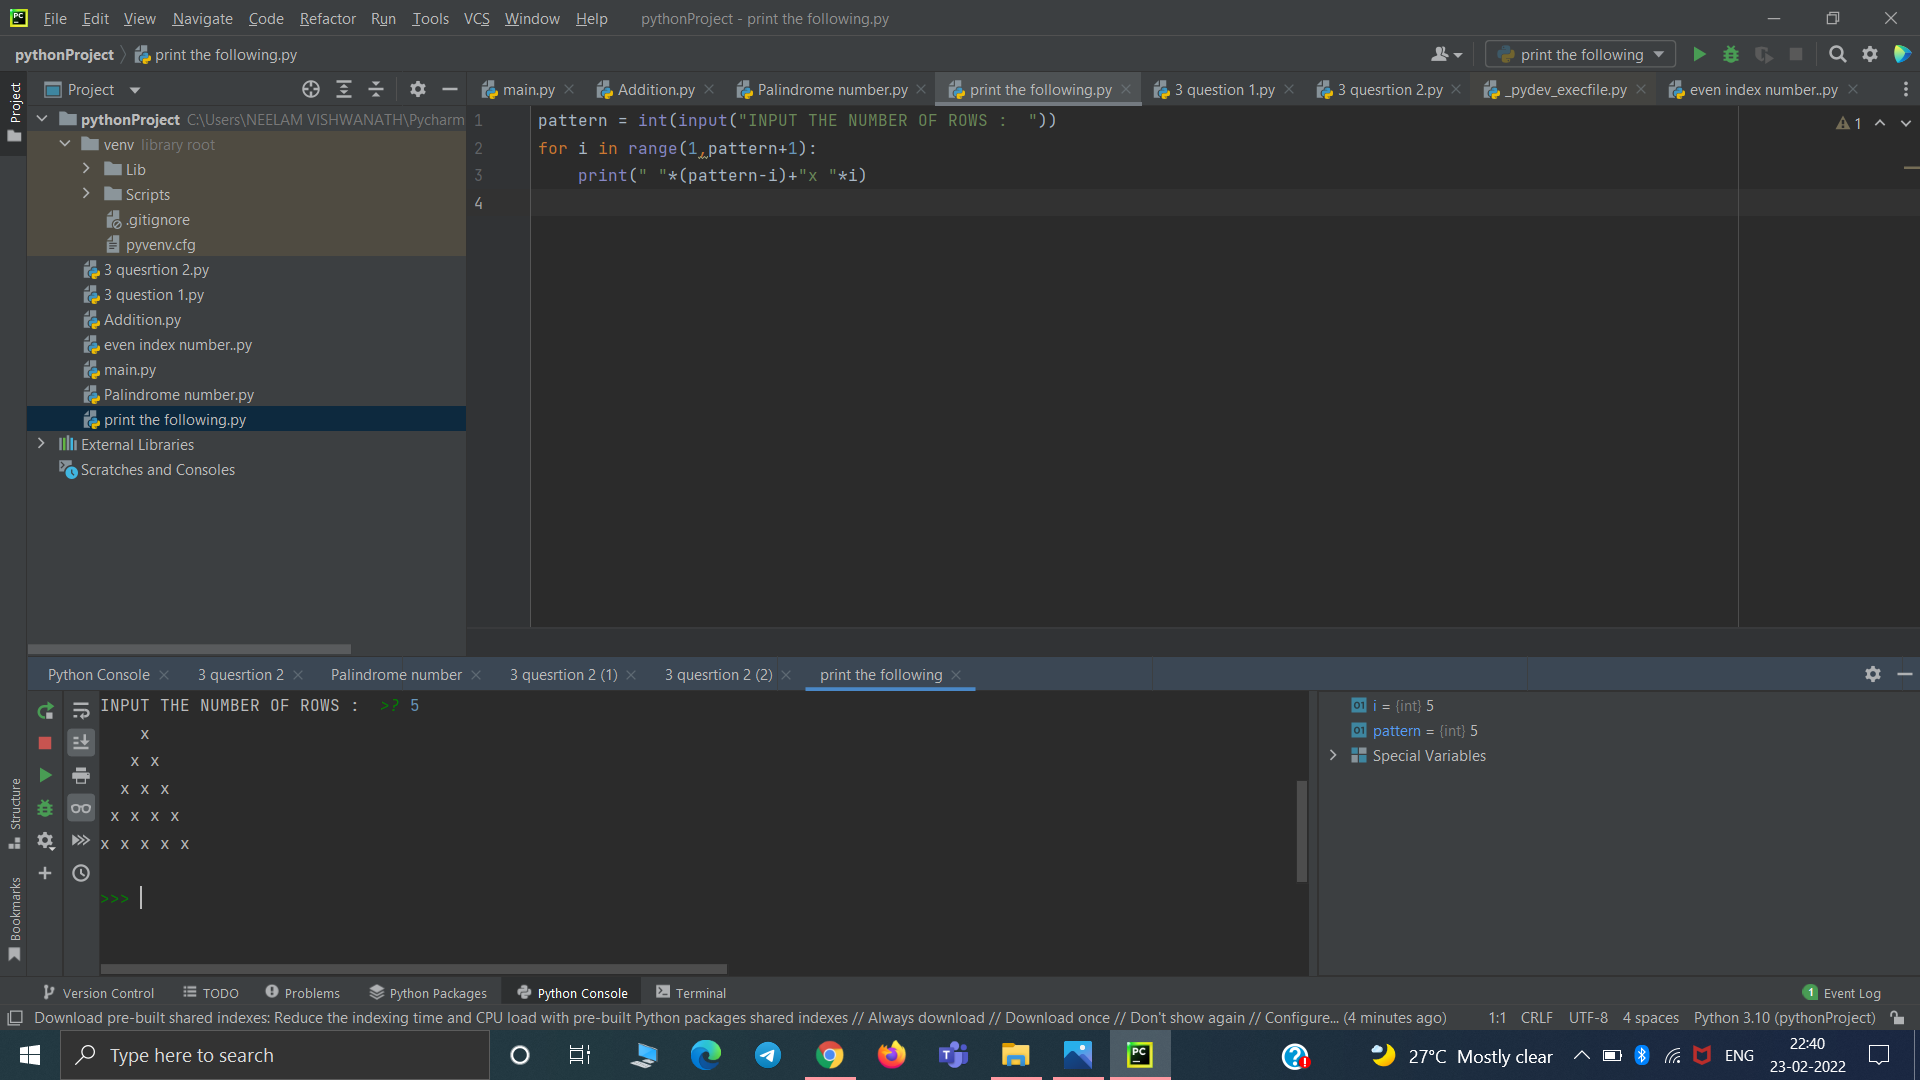 File Edit View Navigate Code Refactor Run Tools VCS Window Help pythonProject - print the following.py
pythonProject print the following.py print the following
Project main.py Addition.py Palindrome number.py print the following.py 3 question 1.py 3 quesrtion 2.py _pydev_execfile.py even index number..py
Project
pythonProject C:\Users\NEELAM VISHWANATH\Pycharm
venv library root
Lib
Scripts
.gitignore
pyvenv.cfg
3 quesrtion 2.py
3 question 1.py
Addition.py
even index number..py
main.py
Palindrome number.py
print the following.py
External Libraries
Scratches and Consoles
1 pattern = int(input("INPUT THE NUMBER OF ROWS :  "))
2 for i in range(1,pattern+1):
3     print(" "*(pattern-i)+"x "*i)
4
1
Python Console 3 quesrtion 2 Palindrome number 3 quesrtion 2 (1) 3 quesrtion 2 (2) print the following
INPUT THE NUMBER OF ROWS :  >? 5
    x
   x x
  x x x
 x x x x
x x x x x
>>>
i = {int} 5
pattern = {int} 5
Special Variables
Structure
Bookmarks
Version Control TODO Problems Python Packages Python Console Terminal 1 Event Log
Download pre-built shared indexes: Reduce the indexing time and CPU load with pre-built Python packages shared indexes // Always download // Download once // Don't show again // Configure... (4 minutes ago) 1:1 CRLF UTF-8 4 spaces Python 3.10 (pythonProject)
Type here to search 27°C Mostly clear ENG 22:40
23-02-2022